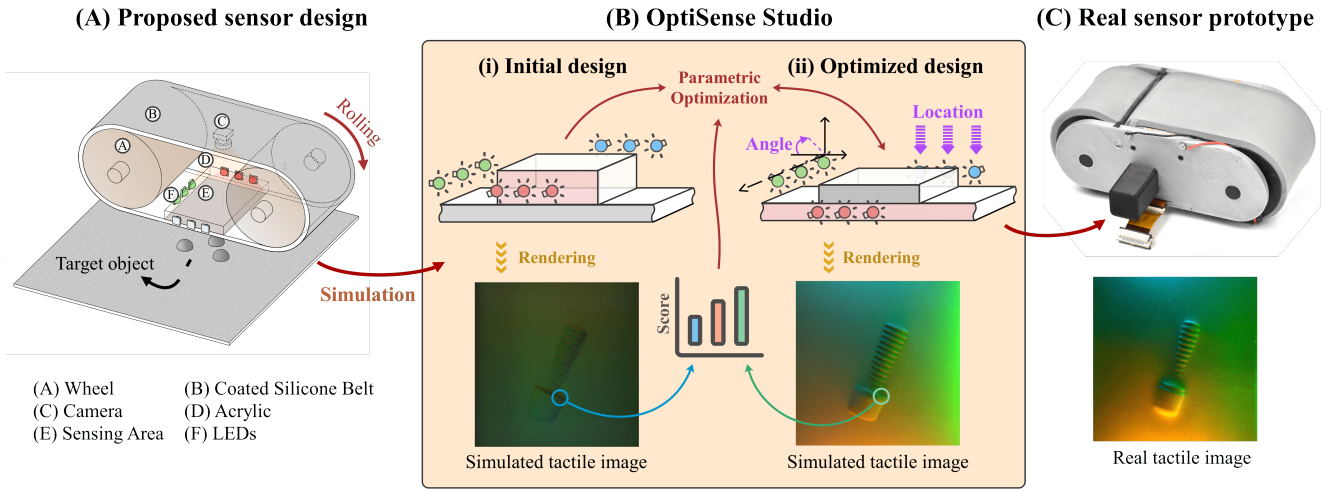 (A) Proposed sensor design
(B) OptiSense Studio
(C) Real sensor prototype
A
B
C
D
E
F
Rolling
Target object
Simulation
(A) Wheel
(B) Coated Silicone Belt
(C) Camera
(D) Acrylic
(E) Sensing Area
(F) LEDs
(i) Initial design
Parametric
Optimization
(ii) Optimized design
Angle
Location
Rendering
Rendering
Score
Simulated tactile image
Simulated tactile image
Real tactile image